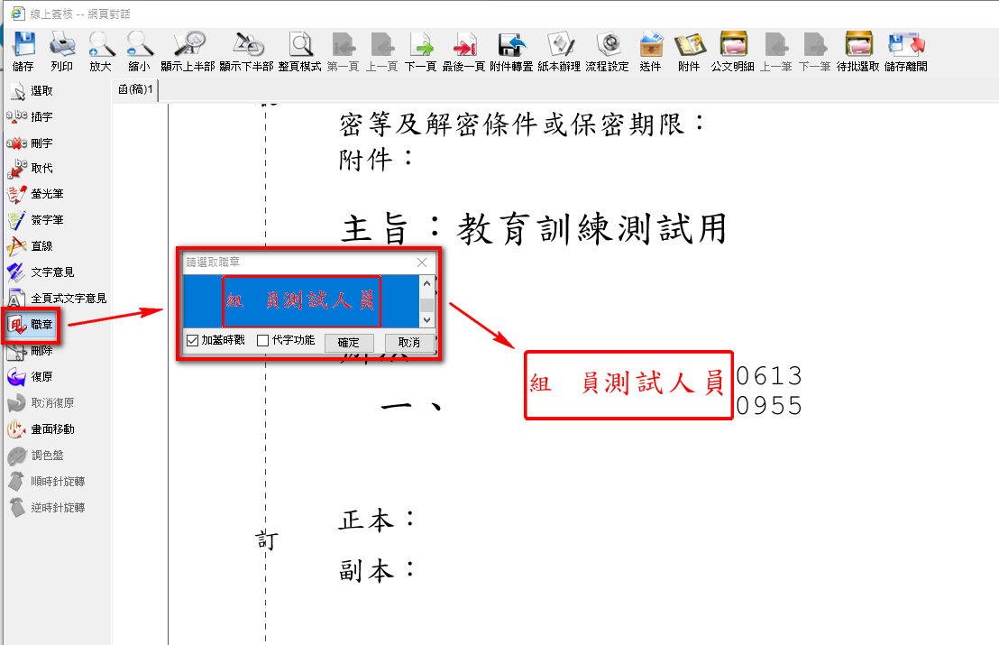 線上簽核 -- 網頁對話
儲存 列印 放大 縮小 顯示上半部 顯示下半部 整頁模式 第一頁 上一頁 下一頁 最後一頁 附件轉置 紙本辦理 流程設定 送件 附件 公文明細 上一筆 下一筆 待批選取 儲存離開
函(稿)1
選取
插字
刪字
取代
螢光筆
簽字筆
直線
文字意見
全頁式文字意見
職章
刪除
復原
取消復原
畫面移動
調色盤
順時針旋轉
逆時針旋轉
密等及解密條件或保密期限：
附件：
主旨：教育訓練測試用
請選取職章
組 員測試人員
加蓋時戳 代字功能 確定 取消
一、
組 員測試人員
0613
0955
正本：
訂
副本：